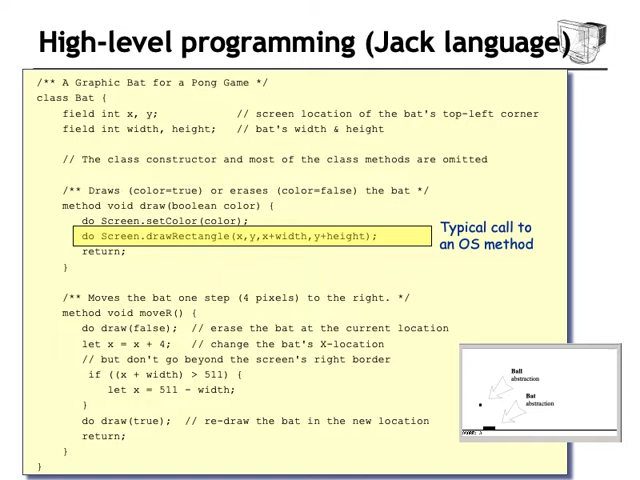 High-level programming (Jack language)
/** A Graphic Bat for a Pong Game */
class Bat {
field int x, y; // screen location of the bat's top-left corner
field int width, height; // bat's width & height
// The class constructor and most of the class methods are omitted
/** Draws (color=true) or erases (color=false) the bat */
method void draw(boolean color) {
do Screen.setColor(color);
do Screen.drawRectangle(x,y,x+width,y+height);
return;
}
Typical call to
an OS method
/** Moves the bat one step (4 pixels) to the right. */
method void moveR() {
do draw(false); // erase the bat at the current location
let x = x + 4; // change the bat's X-location
// but don't go beyond the screen's right border
if ((x + width) > 511) {
let x = 511 - width;
}
do draw(true); // re-draw the bat in the new location
return;
}
}
Ball
abstraction
Bat
abstraction